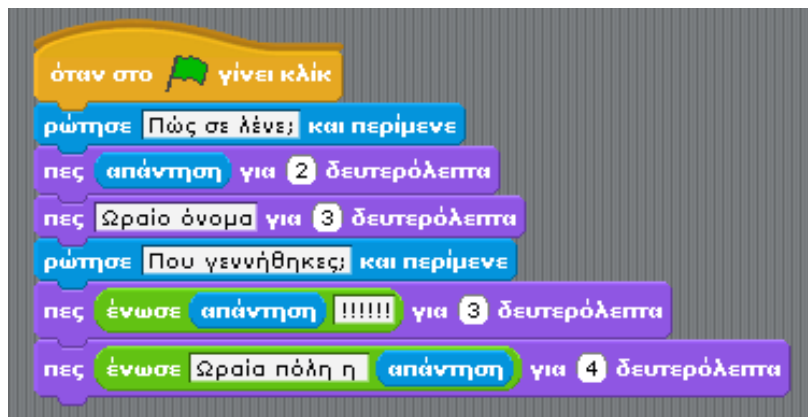 όταν στο γίνει κλίκ
ρώτησε Πώς σε λένε; και περίμενε
πες απάντηση για 2 δευτερόλεπτα
πες Ωραίο όνομα για 3 δευτερόλεπτα
ρώτησε Που γεννήθηκες; και περίμενε
πες ένωσε απάντηση !!!!!! για 3 δευτερόλεπτα
πες ένωσε Ωραία πόλη η απάντηση για 4 δευτερόλεπτα